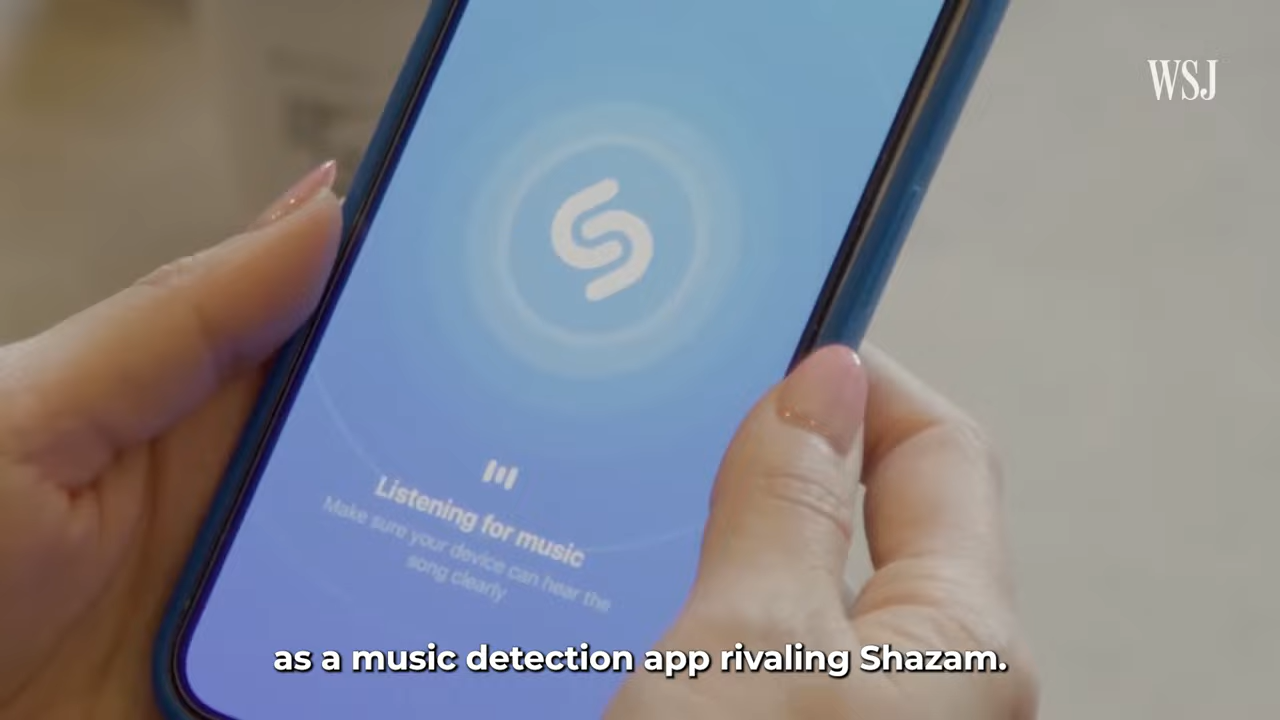 WSJ
Listening for music
Make sure your device can hear the
song clearly
as a music detection app rivaling Shazam.